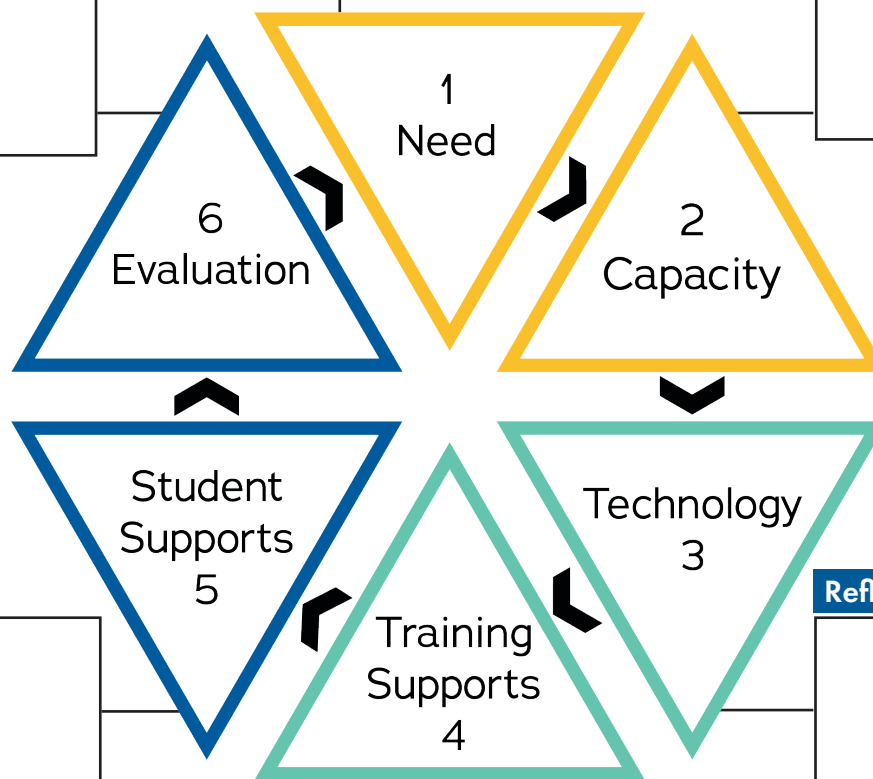 1
Need
2
Capacity
Technology
3
Training
Supports
4
Student
Supports
5
6
Evaluation